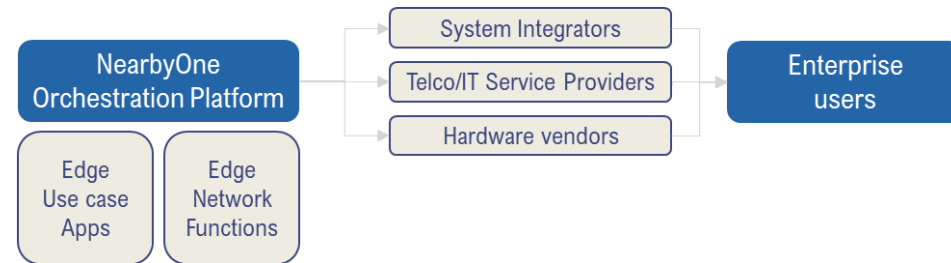 NearbyOne
Orchestration Platform
System Integrators
Telco/IT Service Providers
Hardware vendors
Enterprise
users
Edge
Use case
Apps
Edge
Network
Functions